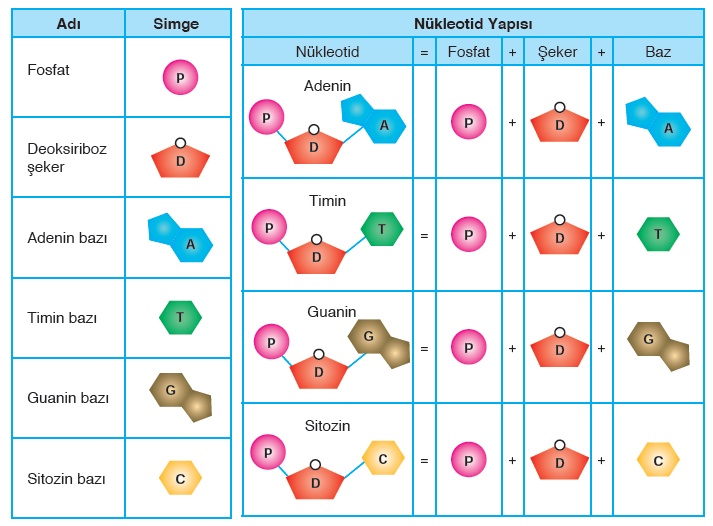 Adı Simge
Fosfat P
Deoksiriboz
şeker D
Adenin bazı A
Timin bazı T
Guanin bazı G
Sitozin bazı C
Nükleotid Yapısı
Nükleotid = Fosfat + Şeker + Baz
Adenin
P D A P + D + A
Timin
P D T = P + D + T
Guanin
P D G = P + D + G
Sitozin
P D C = P + D + C